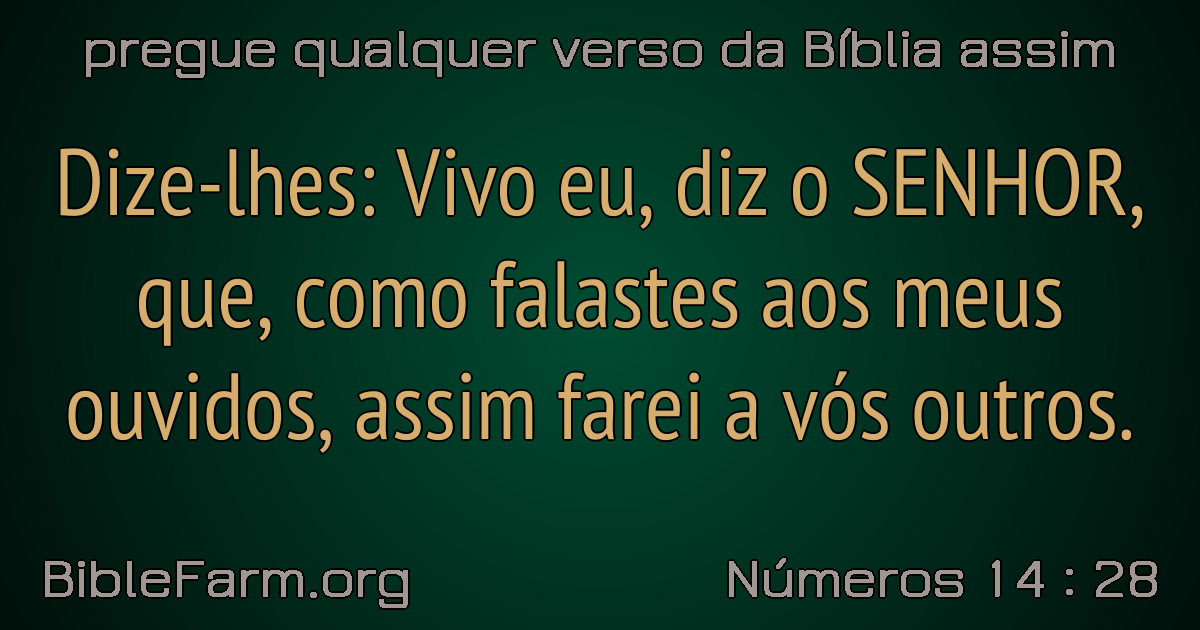 pregue qualquer verso da Bíblia assim
Dize-lhes: Vivo eu, diz o SENHOR,
que, como falastes aos meus
ouvidos, assim farei a vós outros.
BibleFarm.org
Números 14 : 28